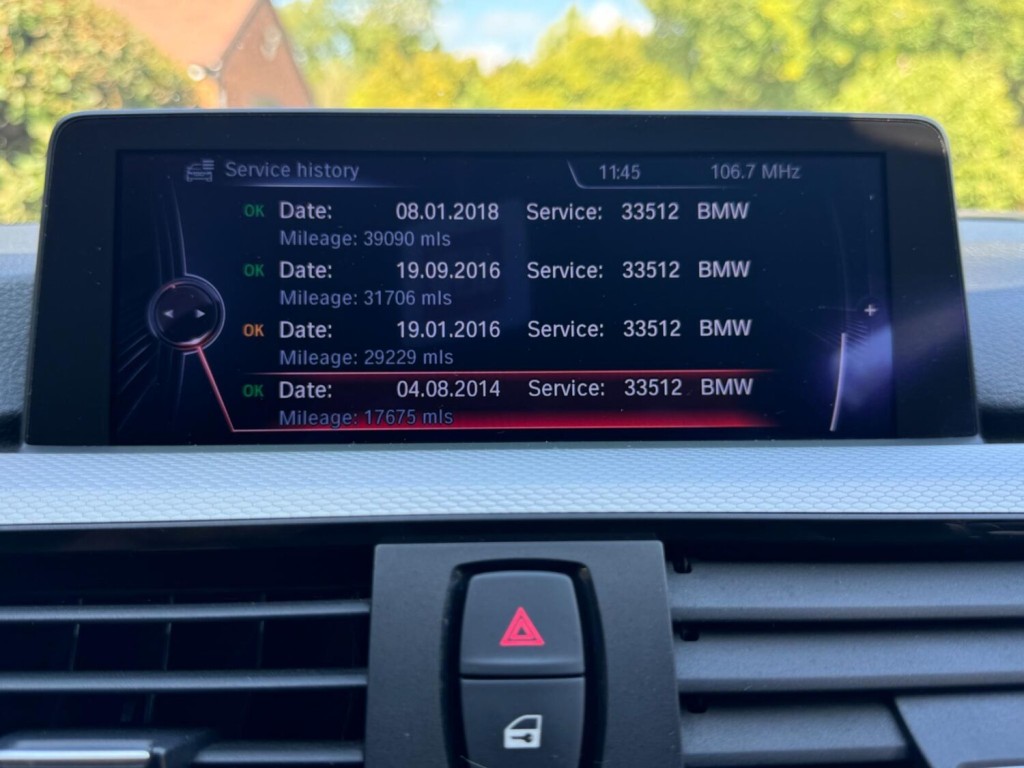 Service history 11:45 106.7 MHz
OK Date: 08.01.2018 Service: 33512 BMW
Mileage: 39090 mls
OK Date: 19.09.2016 Service: 33512 BMW
Mileage: 31706 mls
OK Date: 19.01.2016 Service: 33512 BMW
Mileage: 29229 mls
OK Date: 04.08.2014 Service: 33512 BMW
Mileage: 17675 mls